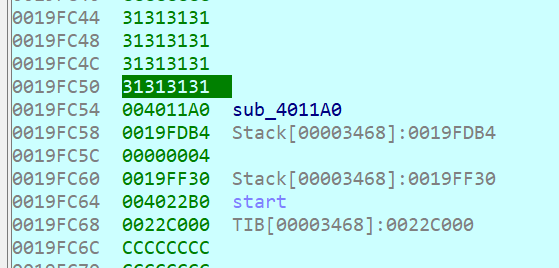 0019FC44 31313131
0019FC48 31313131
0019FC4C 31313131
0019FC50 31313131
0019FC54 004011A0 sub_4011A0
0019FC58 0019FDB4 Stack[00003468]:0019FDB4
0019FC5C 00000004
0019FC60 0019FF30 Stack[00003468]:0019FF30
0019FC64 004022B0 start
0019FC68 0022C000 TIB[00003468]:0022C000
0019FC6C CCCCCCCC